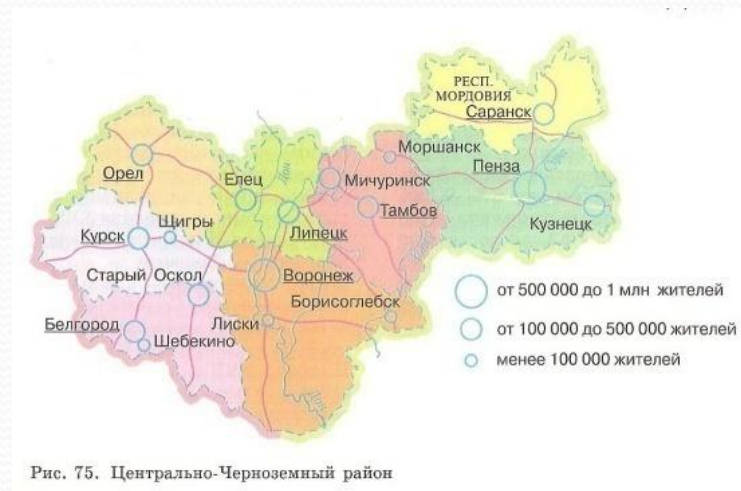 РЕСП.
МОРДОВИЯ
Саранск
Моршанск
Пенза
Орел
Елец
Дон
Мичуринск
Тамбов
Кузнецк
Щигры
Курск
Липецк
Старый Оскол
Воронеж
Борисоглебск
Белгород
Лиски
Шебекино
Дон
от 500 000 до 1 млн жителей
от 100 000 до 500 000 жителей
менее 100 000 жителей
Рис. 75. Центрально-Черноземный район